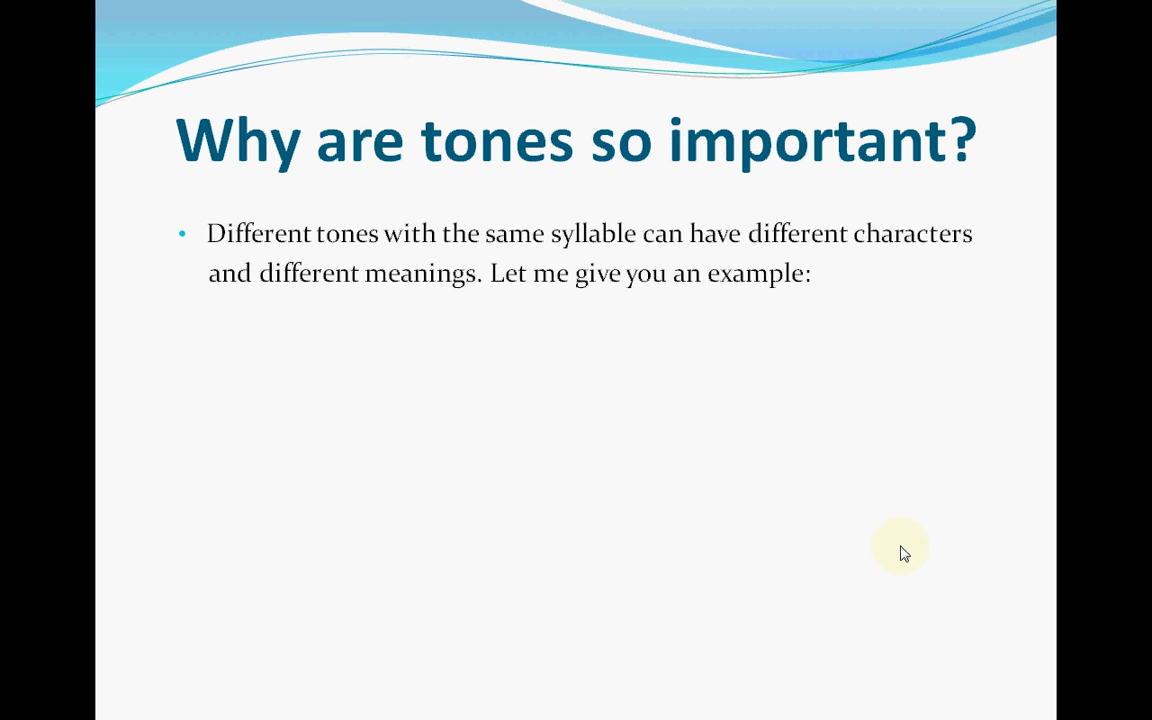 Why are tones so important?
• Different tones with the same syllable can have different characters
and different meanings. Let me give you an example: